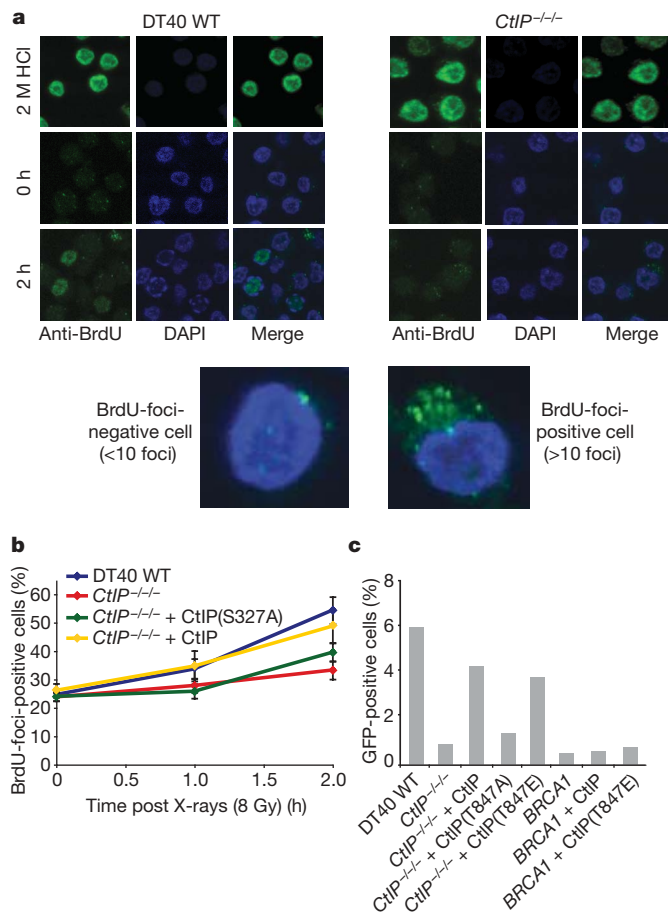 a
DT40 WT
CtIP−/−/−
2 M HCl
0 h
2 h
Anti-BrdU
DAPI
Merge
Anti-BrdU
DAPI
Merge
BrdU-foci-
negative cell
(<10 foci)
BrdU-foci-
positive cell
(>10 foci)
b
DT40 WT
CtIP−/−/−
CtIP−/−/− + CtIP(S327A)
CtIP−/−/− + CtIP
BrdU-foci-positive cells (%)
60
50
40
30
20
10
0
0
0.5
1.0
1.5
2.0
Time post X-rays (8 Gy) (h)
c
GFP-positive cells (%)
8
6
4
2
0
DT40 WT
CtIP−/−/−
CtIP−/−/− + CtIP
CtIP−/−/− + CtIP(T847A)
CtIP−/−/− + CtIP(T847E)
BRCA1
BRCA1 + CtIP
BRCA1 + CtIP(T847E)